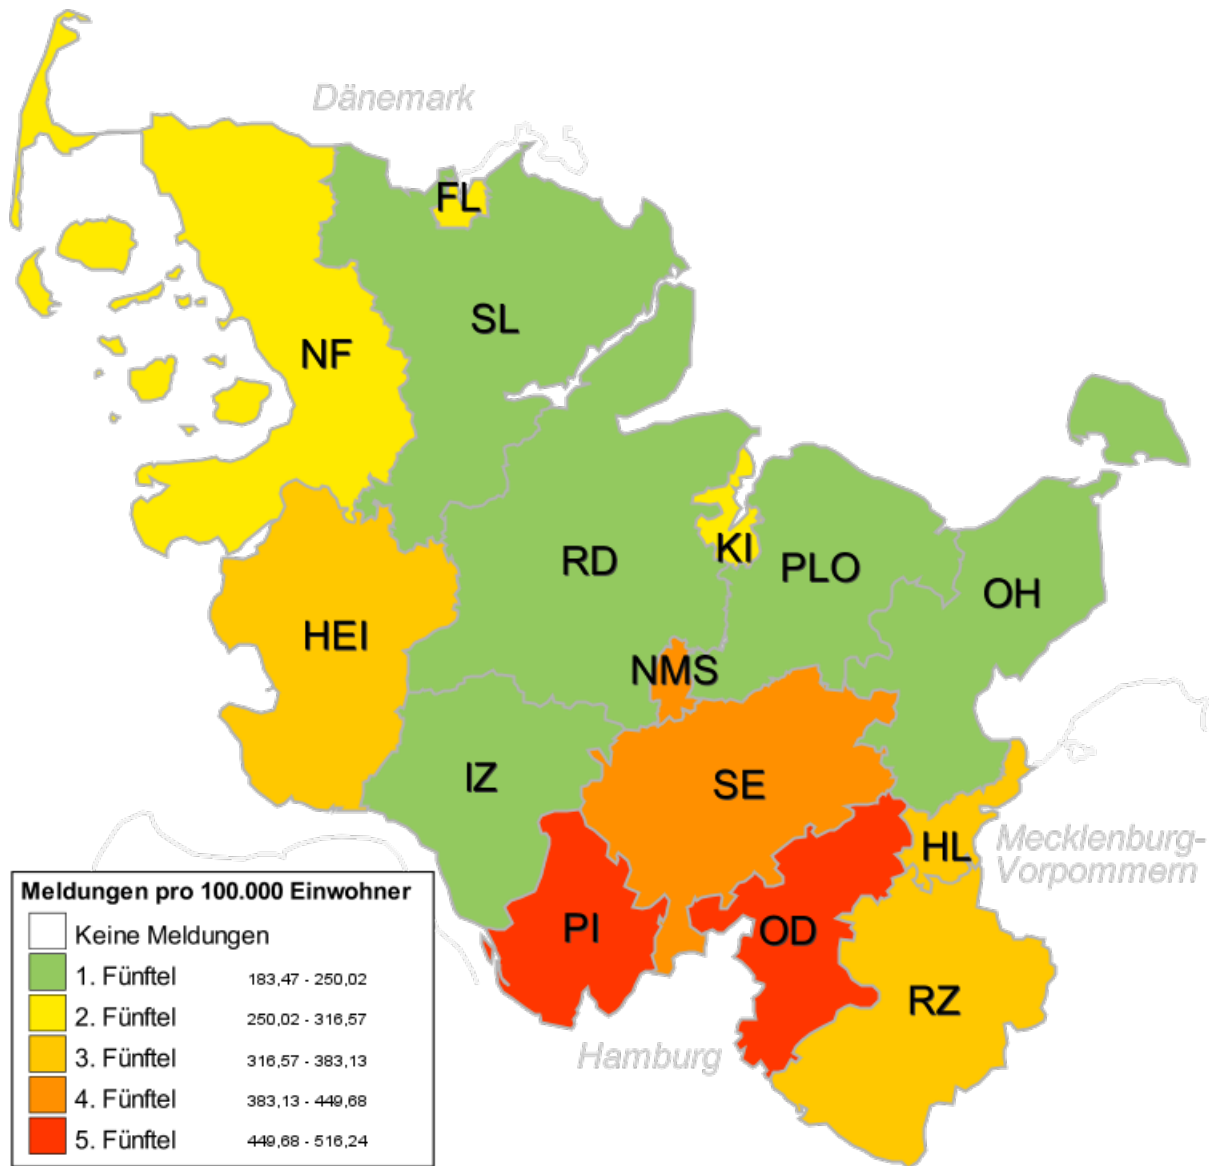 Dänemark
FL
SL
NF
RD
KI
PLO
OH
HEI
NMS
IZ
SE
HL
Mecklenburg-
Vorpommern
PI
OD
RZ
Hamburg
Meldungen pro 100.000 Einwohner
Keine Meldungen
1. Fünftel 183,47 - 250,02
2. Fünftel 250,02 - 316,57
3. Fünftel 316,57 - 383,13
4. Fünftel 383,13 - 449,68
5. Fünftel 449,68 - 516,24